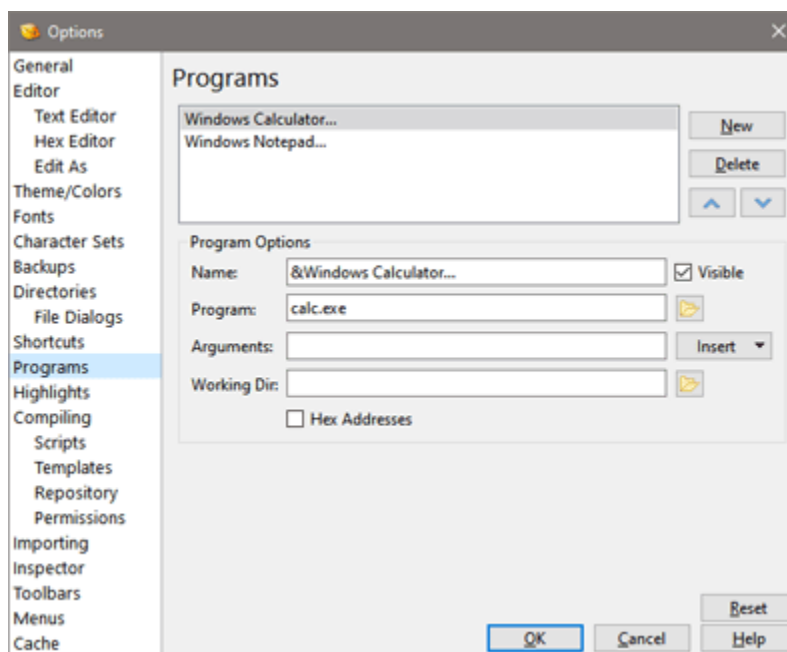 Options
General
Editor
Text Editor
Hex Editor
Edit As
Theme/Colors
Fonts
Character Sets
Backups
Directories
File Dialogs
Shortcuts
Programs
Highlights
Compiling
Scripts
Templates
Repository
Permissions
Importing
Inspector
Toolbars
Menus
Cache
Programs
Windows Calculator...
Windows Notepad...
New
Delete
Program Options
Name: &Windows Calculator... Visible
Program: calc.exe
Arguments: Insert
Working Dir:
Hex Addresses
Reset
OK Cancel Help